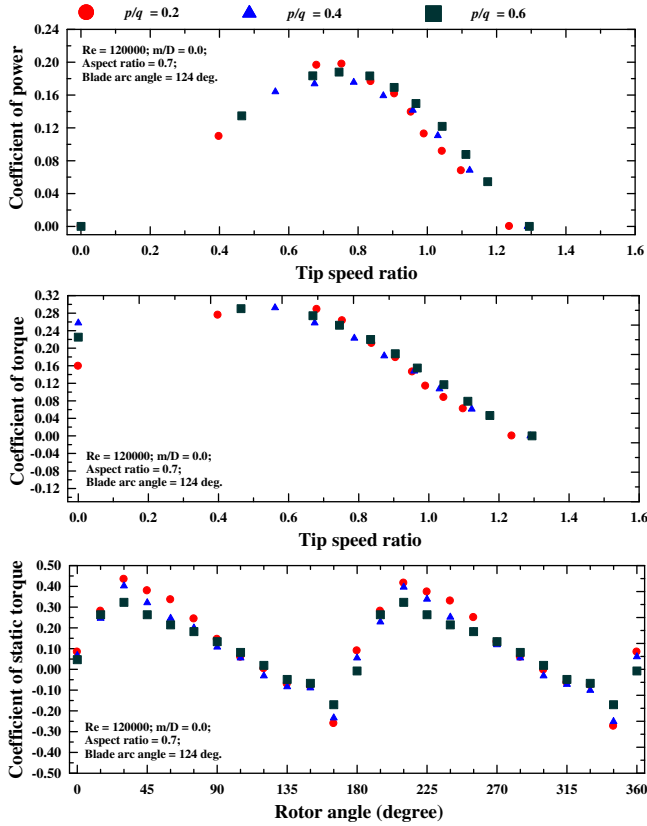 p/q = 0.2 p/q = 0.4 p/q = 0.6
0.24
0.20
0.16
0.12
0.08
0.04
0.00
Coefficient of power
Re = 120000; m/D = 0.0;
Aspect ratio = 0.7;
Blade arc angle = 124 deg.
0.0 0.2 0.4 0.6 0.8 1.0 1.2 1.4 1.6
Tip speed ratio
0.32
0.28
0.24
0.20
0.16
0.12
0.08
0.04
0.00
-0.04
-0.08
-0.12
Coefficient of torque
Re = 120000; m/D = 0.0;
Aspect ratio = 0.7;
Blade arc angle = 124 deg.
0.0 0.2 0.4 0.6 0.8 1.0 1.2 1.4 1.6
Tip speed ratio
0.50
0.40
0.30
0.20
0.10
0.00
-0.10
-0.20
-0.30
-0.40
-0.50
Coefficient of static torque
Re = 120000; m/D = 0.0;
Aspect ratio = 0.7;
Blade arc angle = 124 deg.
0 45 90 135 180 225 270 315 360
Rotor angle (degree)